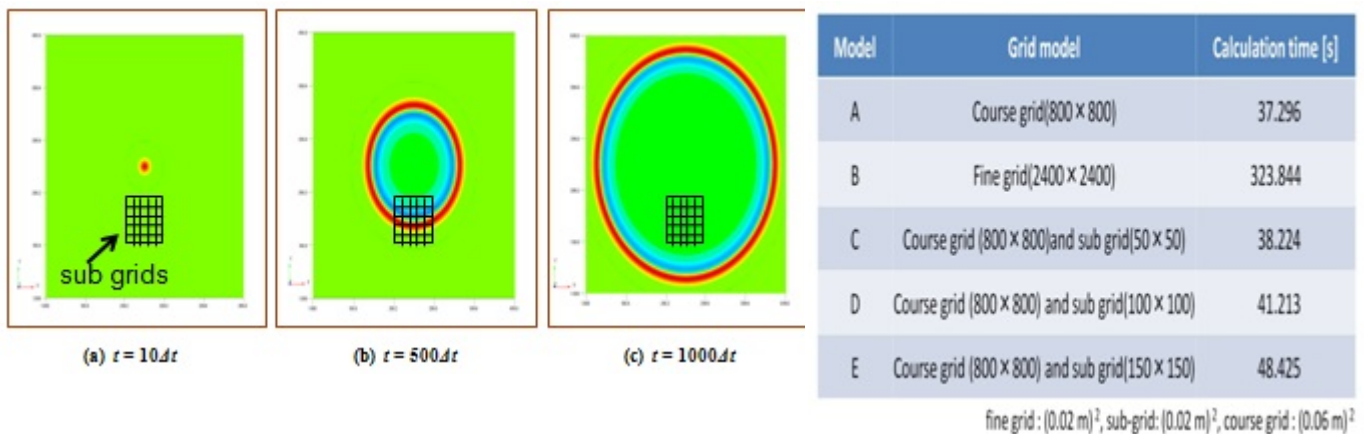 sub grids
(a) t = 10Δt
(b) t = 500Δt
(c) t = 1000Δt
Model Grid model Calculation time [s]
A Course grid(800×800) 37.296
B Fine grid(2400×2400) 323.844
C Course grid (800×800)and sub grid(50×50) 38.224
D Course grid (800×800) and sub grid(100×100) 41.213
E Course grid (800×800) and sub grid(150×150) 48.425
fine grid : (0.02 m)², sub-grid: (0.02 m)², course grid : (0.06 m)²